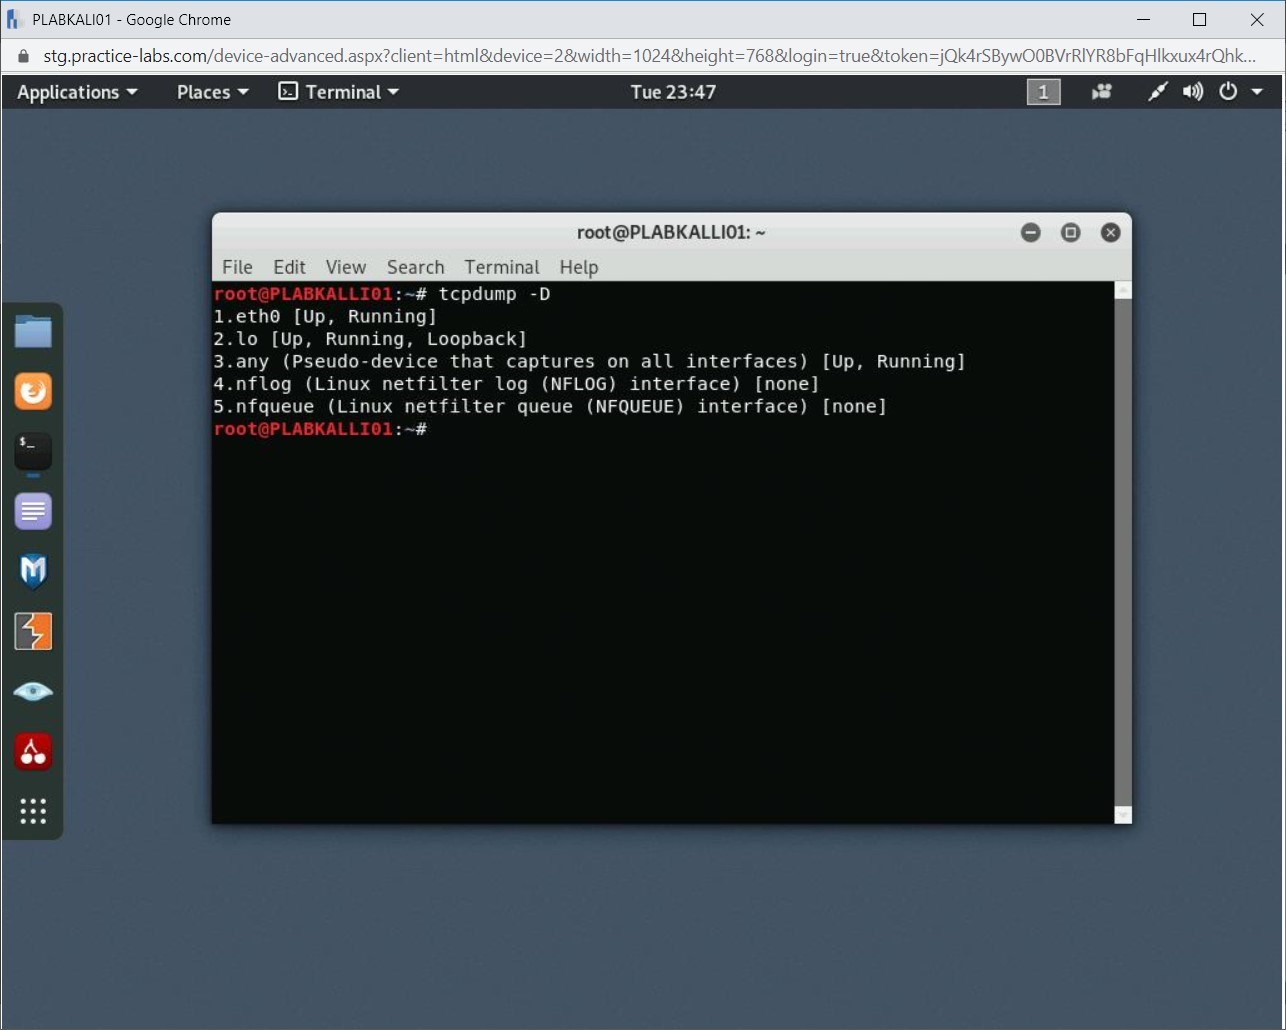 PLABKALI01 - Google Chrome
stg.practice-labs.com/device-advanced.aspx?client=html&device=2&width=1024&height=768&login=true&token=jQk4rSBywO0BVrRlYR8bFqHlkxux4rQhk...
Applications Places Terminal Tue 23:47 1
root@PLABKALLI01: ~
File Edit View Search Terminal Help
root@PLABKALLI01:~# tcpdump -D
1.eth0 [Up, Running]
2.lo [Up, Running, Loopback]
3.any (Pseudo-device that captures on all interfaces) [Up, Running]
4.nflog (Linux netfilter log (NFLOG) interface) [none]
5.nfqueue (Linux netfilter queue (NFQUEUE) interface) [none]
root@PLABKALLI01:~#
$_